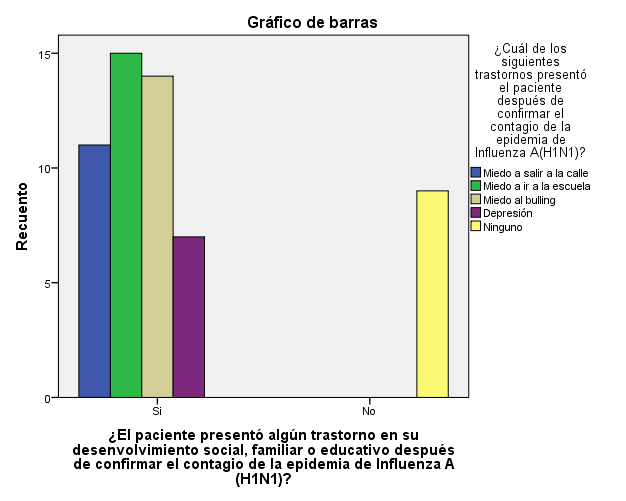 Gráfico de barras
15
10
5
0
Recuento
Si
No
¿El paciente presentó algún trastorno en su
desenvolvimiento social, familiar o educativo después
de confirmar el contagio de la epidemia de Influenza A
(H1N1)?
¿Cuál de los
siguientes
trastornos presentó
el paciente
después de
confirmar el
contagio de la
epidemia de
Influenza A(H1N1)?
Miedo a salir a la calle
Miedo a ir a la escuela
Miedo al bulling
Depresión
Ninguno